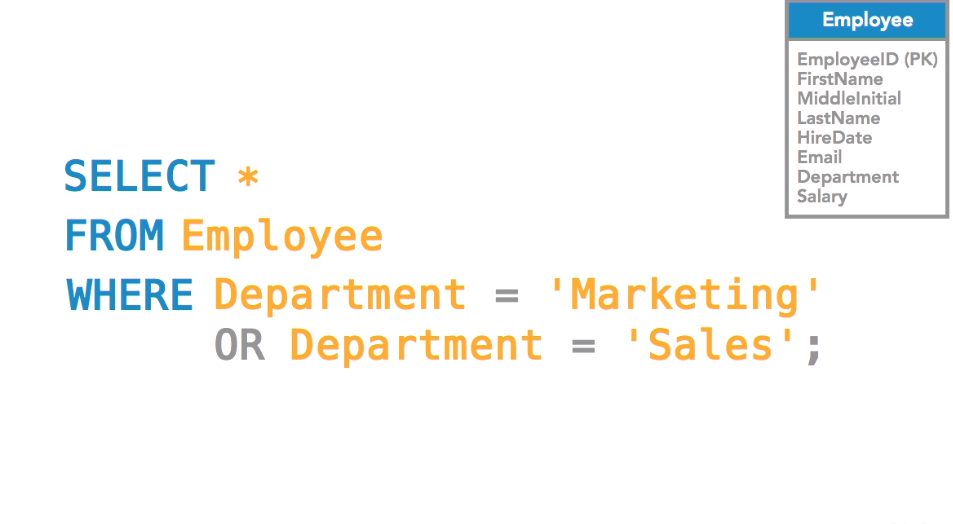 Employee
EmployeeID (PK)
FirstName
MiddleInitial
LastName
HireDate
Email
Department
Salary
SELECT *
FROM Employee
WHERE Department = 'Marketing'
OR Department = 'Sales';